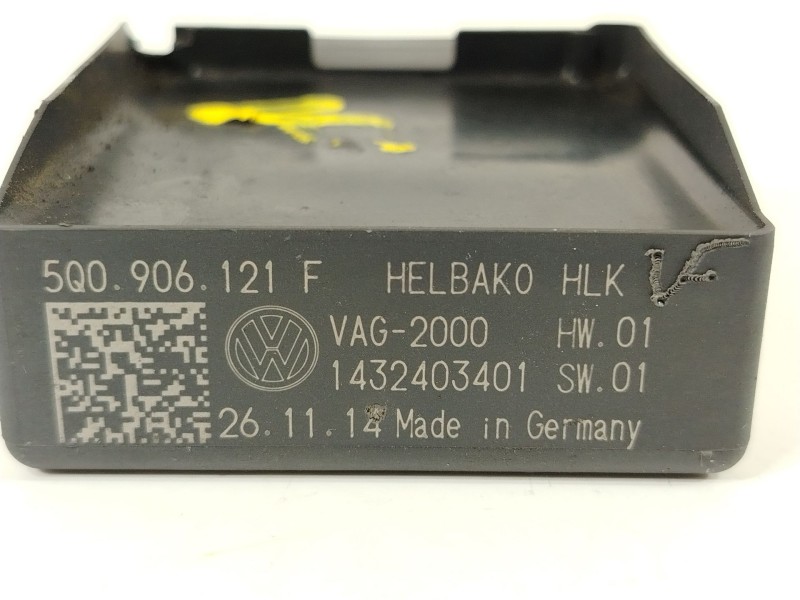 5Q0.906.121 F HELBAKO HLK
VAG-2000 HW.01
1432403401 SW.01
26.11.14 Made in Germany